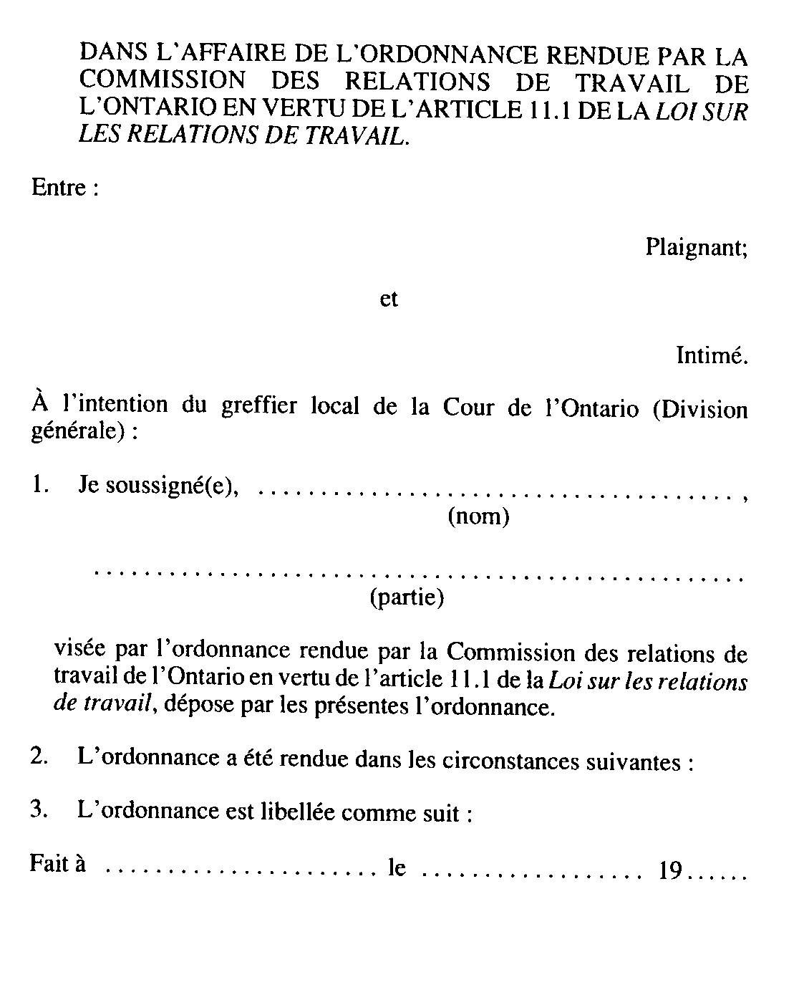 DANS L'AFFAIRE DE L'ORDONNANCE RENDUE PAR LA
COMMISSION DES RELATIONS DE TRAVAIL DE
L'ONTARIO EN VERTU DE L'ARTICLE 11.1 DE LA LOI SUR
LES RELATIONS DE TRAVAIL.
Entre :
Plaignant;
et
Intimé.
À l'intention du greffier local de la Cour de l'Ontario (Division
générale) :
1. Je soussigné(e), ......................................,
(nom)
....................................................
(partie)
visée par l'ordonnance rendue par la Commission des relations de
travail de l'Ontario en vertu de l'article 11.1 de la Loi sur les relations
de travail, dépose par les présentes l'ordonnance.
2. L'ordonnance a été rendue dans les circonstances suivantes :
3. L'ordonnance est libellée comme suit :
Fait à ...................... le .................. 19......